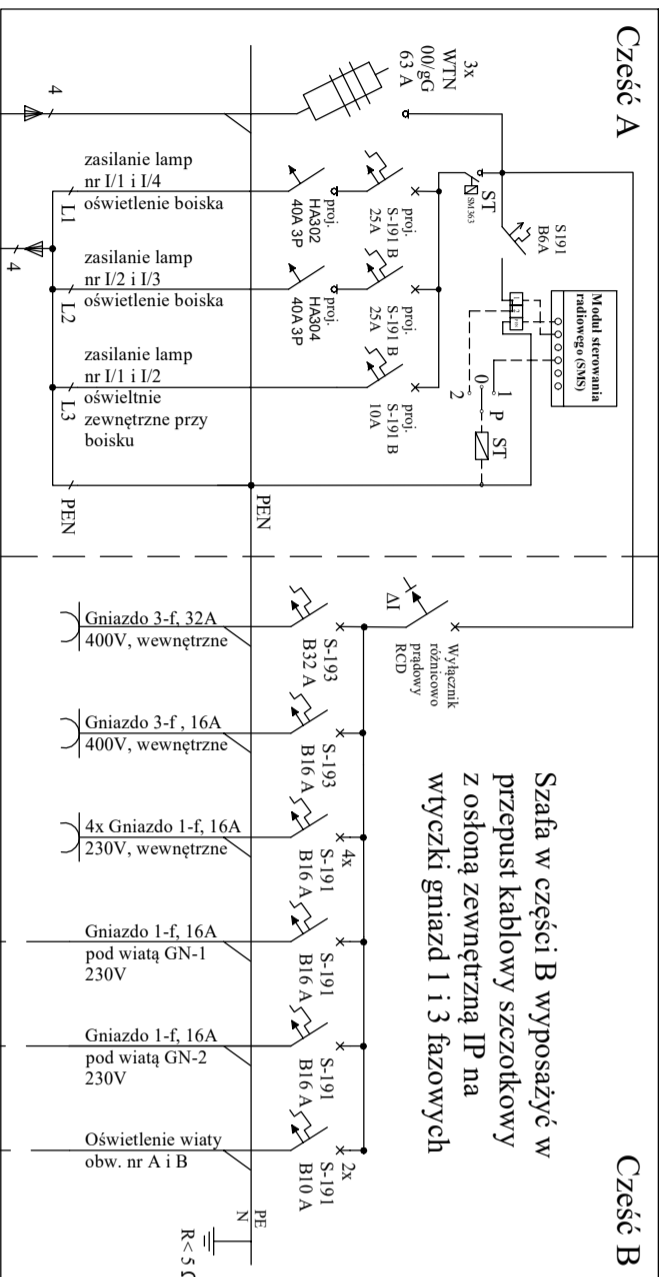 Cześć A
Cześć B
3x
WTN
00/gG
63 A
4
4
ST
SM363
S191
B6A
Moduł sterowania
radiowego (SMS)
1
0
2
P
ST
proj.
S-191 B
25A
proj.
HA302
40A 3P
zasilanie lamp
nr I/1 i I/4
oświetlenie boiska
L1
proj.
S-191 B
25A
proj.
HA304
40A 3P
zasilanie lamp
nr I/2 i I/3
oświetlenie boiska
L2
proj.
S-191 B
10A
zasilanie lamp
nr I/1 i I/2
oświeltnie
zewnętrzne przy
boisku
L3
PEN
PEN
ΔI
Wyłącznik
różnicowo
prądowy
RCD
Szafa w części B wyposażyć w
przepust kablowy szczotkowy
z osłoną zewnętrzną IP na
wtyczki gniazd 1 i 3 fazowych
S-193
B32 A
Gniazdo 3-f, 32A
400V, wewnętrzne
S-193
B16 A
Gniazdo 3-f , 16A
400V, wewnętrzne
4x
S-191
B16 A
4x Gniazdo 1-f, 16A
230V, wewnętrzne
S-191
B16 A
Gniazdo 1-f, 16A
pod wiatą GN-1
230V
S-191
B16 A
Gniazdo 1-f, 16A
pod wiatą GN-2
230V
2x
S-191
B10 A
Oświetlenie wiaty
obw. nr A i B
PE
N
R< 5 Ω